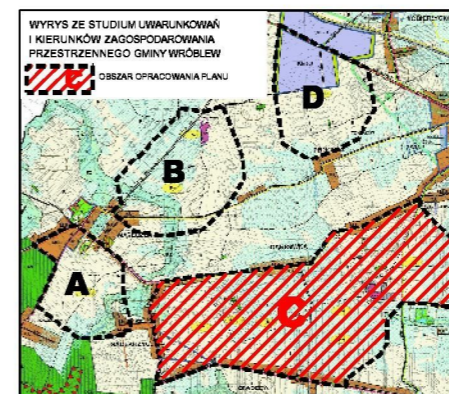 WYRYS ZE STUDIUM UWARUNKOWAŃ
I KIERUNKÓW ZAGOSPODAROWANIA
PRZESTRZENNEGO GMINY WRÓBLEW
C OBSZAR OPRACOWANIA PLANU
D
B
A
C